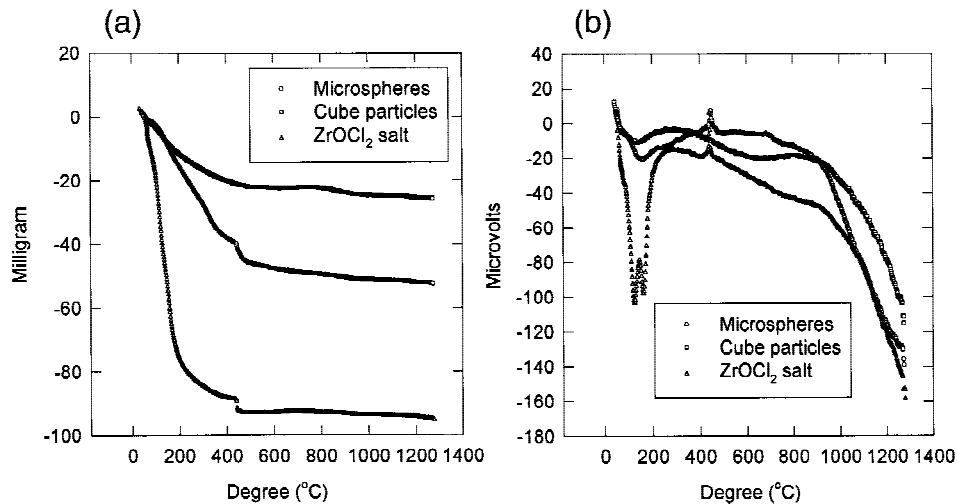 (a)
20
0
-20
-40
-60
-80
-100
Milligram
Microspheres
Cube particles
ZrOCl₂ salt
0 200 400 600 800 1000 1200 1400
Degree (°C)
(b)
40
20
0
-20
-40
-60
-80
-100
-120
-140
-160
-180
Microvolts
Microspheres
Cube particles
ZrOCl₂ salt
0 200 400 600 800 1000 1200 1400
Degree (°C)